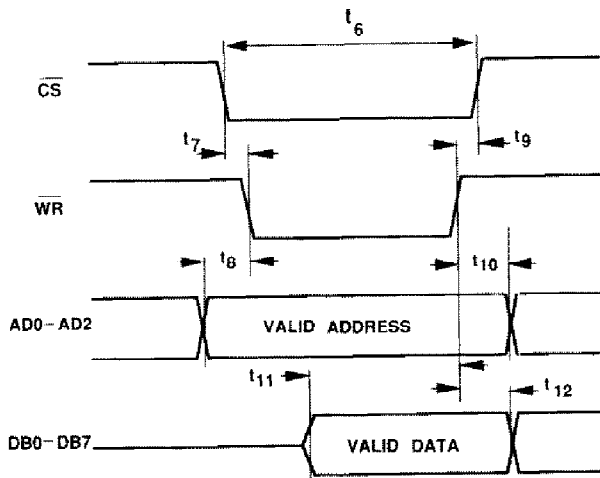 t6
CS
t7
t9
WR
t8
t10
AD0-AD2
VALID ADDRESS
t11
t12
DB0-DB7
VALID DATA